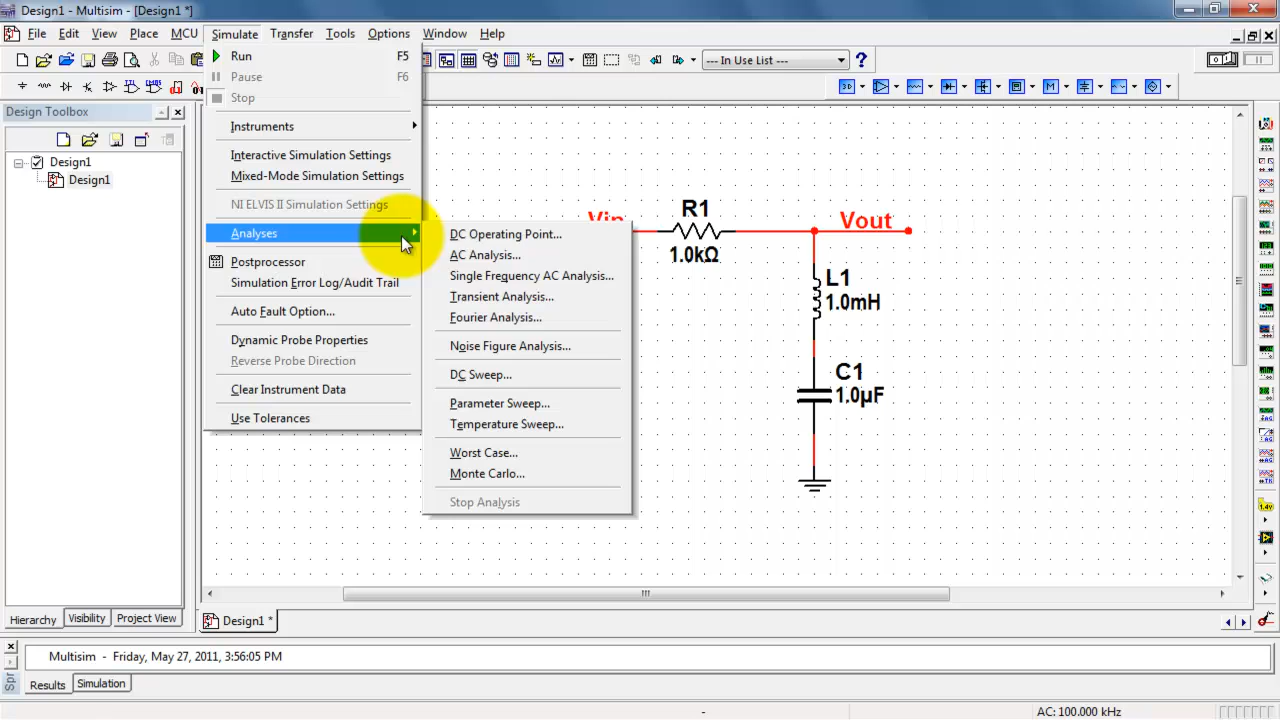 Design1 - Multisim - [Design1 *]
File Edit View Place MCU Simulate Transfer Tools Options Window Help
--- In Use List ---
Design Toolbox
Design1
Design1
Run F5
Pause F6
Stop
Instruments
Interactive Simulation Settings
Mixed-Mode Simulation Settings
NI ELVIS II Simulation Settings
Analyses
Postprocessor
Simulation Error Log/Audit Trail
Auto Fault Option...
Dynamic Probe Properties
Reverse Probe Direction
Clear Instrument Data
Use Tolerances
DC Operating Point...
AC Analysis...
Single Frequency AC Analysis...
Transient Analysis...
Fourier Analysis...
Noise Figure Analysis...
DC Sweep...
Parameter Sweep...
Temperature Sweep...
Worst Case...
Monte Carlo...
Stop Analysis
Vin
R1
1.0kΩ
Vout
L1
1.0mH
C1
1.0µF
Hierarchy Visibility Project View
Design1 *
Multisim - Friday, May 27, 2011, 3:56:05 PM
Spr
Results Simulation
- AC: 100.000 kHz